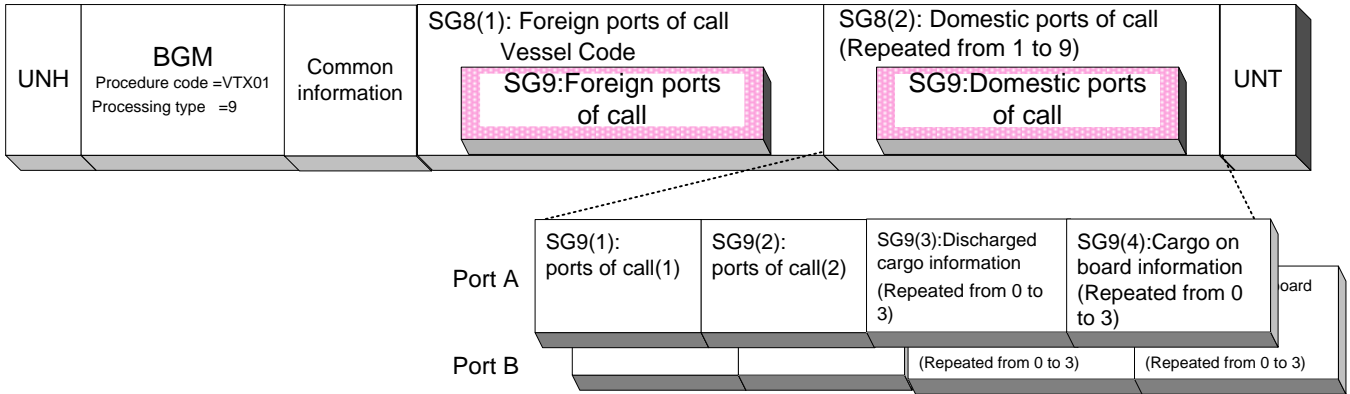 UNH
BGM
Procedure code =VTX01
Processing type =9
Common
information
SG8(1): Foreign ports of call
Vessel Code
SG9:Foreign ports
of call
SG8(2): Domestic ports of call
(Repeated from 1 to 9)
SG9:Domestic ports
of call
UNT
Port A
SG9(1):
ports of call(1)
SG9(2):
ports of call(2)
SG9(3):Discharged
cargo information
(Repeated from 0 to
3)
SG9(4):Cargo on
board information
(Repeated from 0
to 3)
oard
Port B
(Repeated from 0 to 3)
(Repeated from 0 to 3)